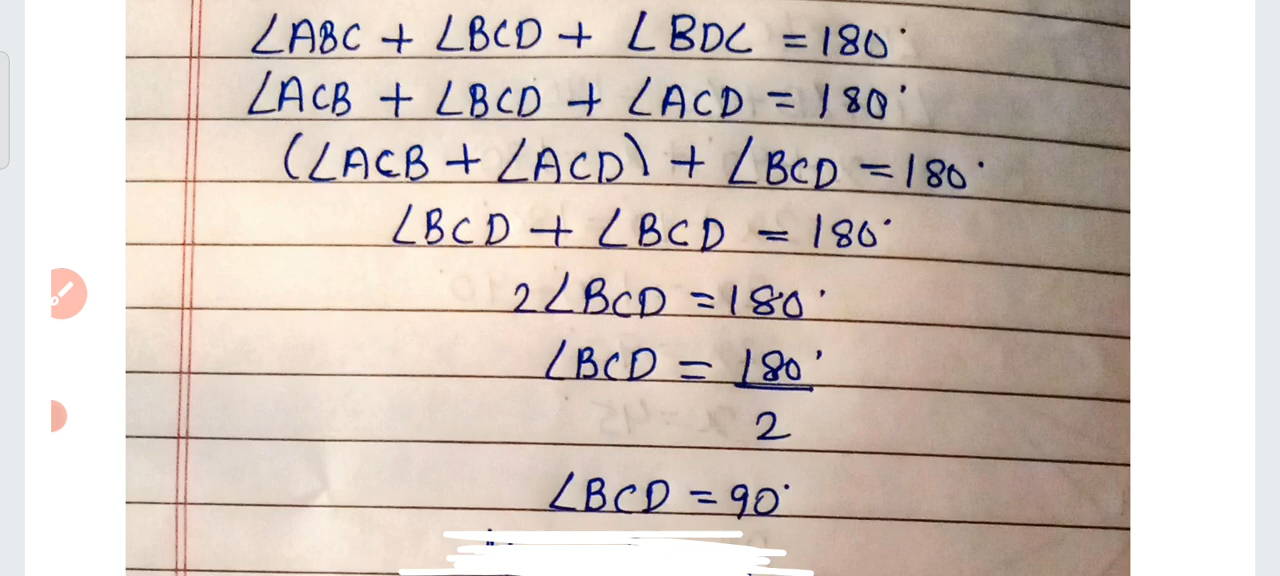 ∠ABC + ∠BCD + ∠BDC = 180°
∠ACB + ∠BCD + ∠ACD = 180°
(∠ACB + ∠ACD) + ∠BCD = 180°
∠BCD + ∠BCD = 180°
2∠BCD = 180°
∠BCD = 180°
2
∠BCD = 90°